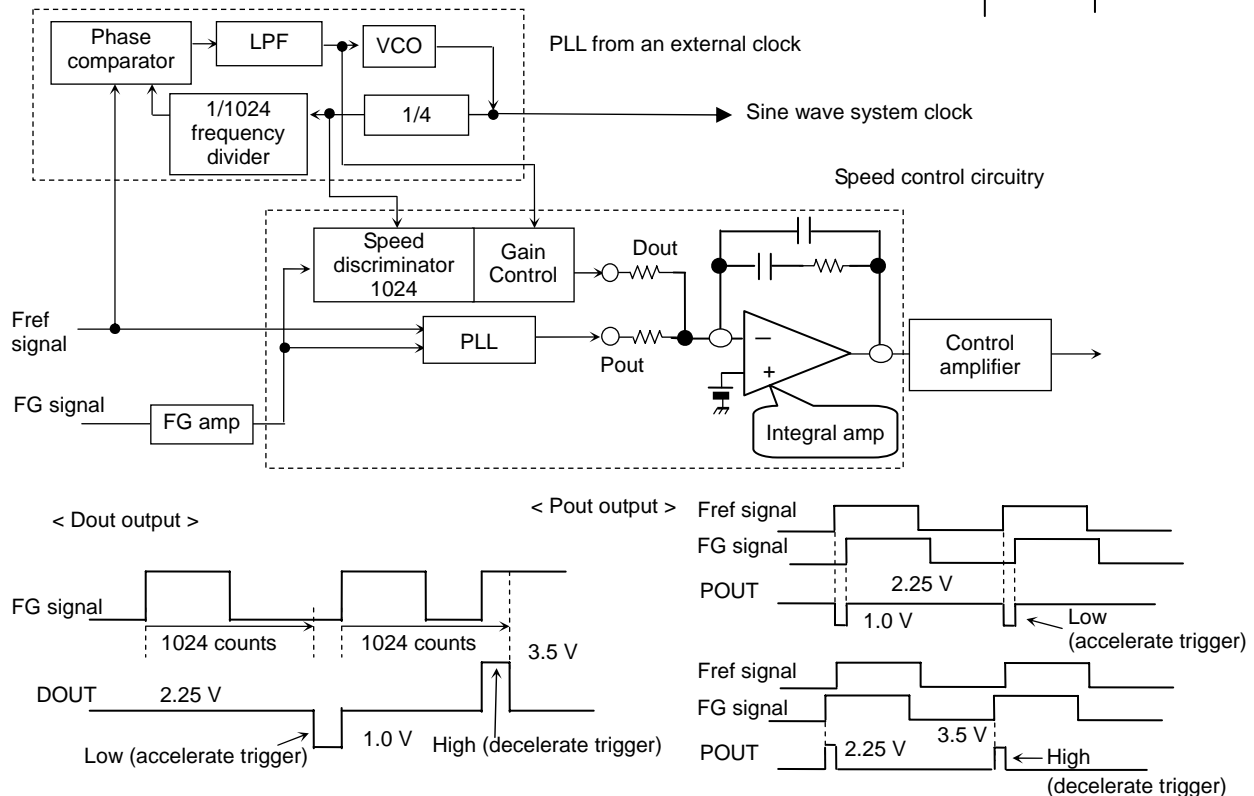 Phase
comparator
LPF
VCO
PLL from an external clock
1/1024
frequency
divider
1/4
Sine wave system clock
Speed control circuitry
Speed
discriminator
1024
Gain
Control
Dout
Fref
signal
PLL
Pout
−
+
Control
amplifier
FG signal
FG amp
Integral amp
< Dout output >
FG signal
1024 counts
1024 counts
3.5 V
DOUT
2.25 V
1.0 V
Low (accelerate trigger)
High (decelerate trigger)
< Pout output >
Fref signal
FG signal
POUT
2.25 V
1.0 V
Low
(accelerate trigger)
Fref signal
FG signal
3.5 V
POUT
2.25 V
High
(decelerate trigger)